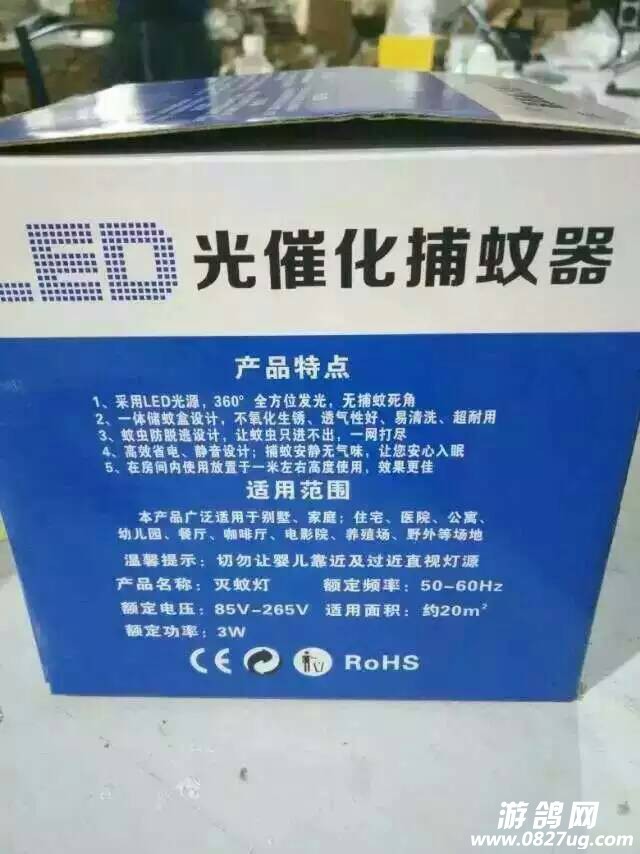 LED 光催化捕蚊器
产品特点
1、采用LED光源，360° 全方位发光，无捕蚊死角
2、一体储蚊盒设计，不氧化生锈、透气性好、易清洗、超耐用
3、蚊虫防脱逃设计，让蚊虫只进不出，一网打尽
4、高效省电、静音设计；捕蚊安静无气味，让您安心入眠
5、在房间内使用放置于一米左右高度使用，效果更佳
适用范围
本产品广泛适用于别墅、家庭；住宅、医院、公寓、
幼儿园、餐厅、咖啡厅、电影院、养殖场、野外等场地
温馨提示：切勿让婴儿靠近及过近直视灯源
产品名称：灭蚊灯 额定频率：50-60Hz
额定电压：85V-265V 适用面积：约20m²
额定功率：3W
CE RoHS
游鸽网
www.0827ug.com